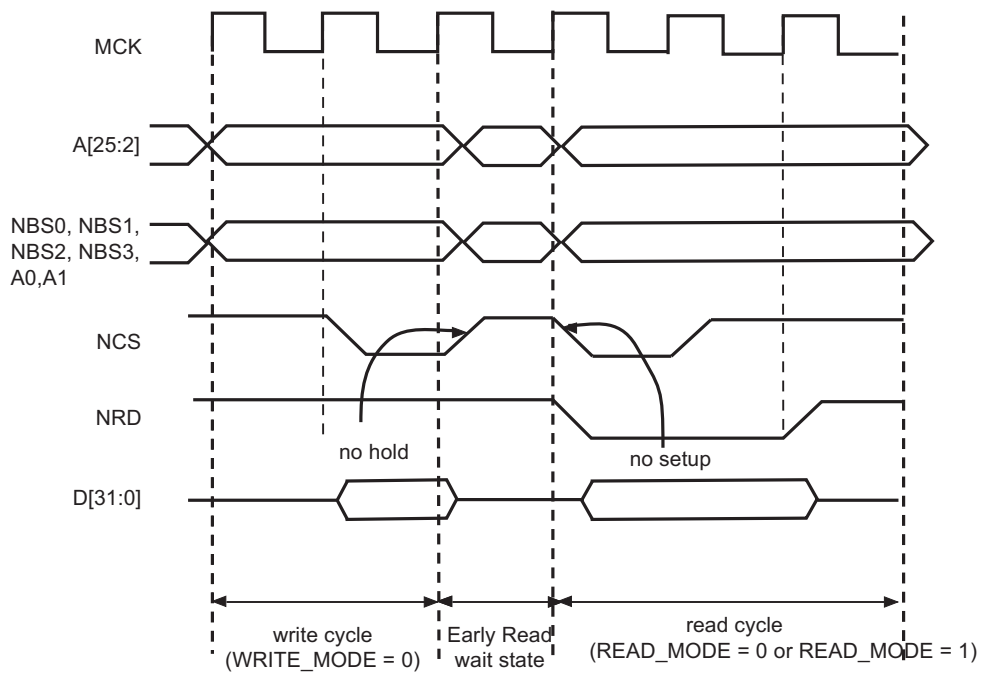 MCK
A[25:2]
NBS0, NBS1,
NBS2, NBS3,
A0,A1
NCS
NRD
no hold
no setup
D[31:0]
write cycle
(WRITE_MODE = 0)
Early Read
wait state
read cycle
(READ_MODE = 0 or READ_MODE = 1)